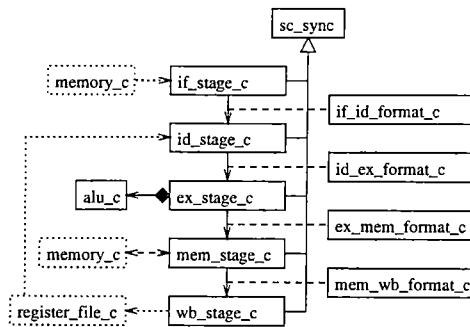 sc_sync
memory_c
if_stage_c
if_id_format_c
id_stage_c
id_ex_format_c
alu_c
ex_stage_c
ex_mem_format_c
memory_c
mem_stage_c
mem_wb_format_c
register_file_c
wb_stage_c